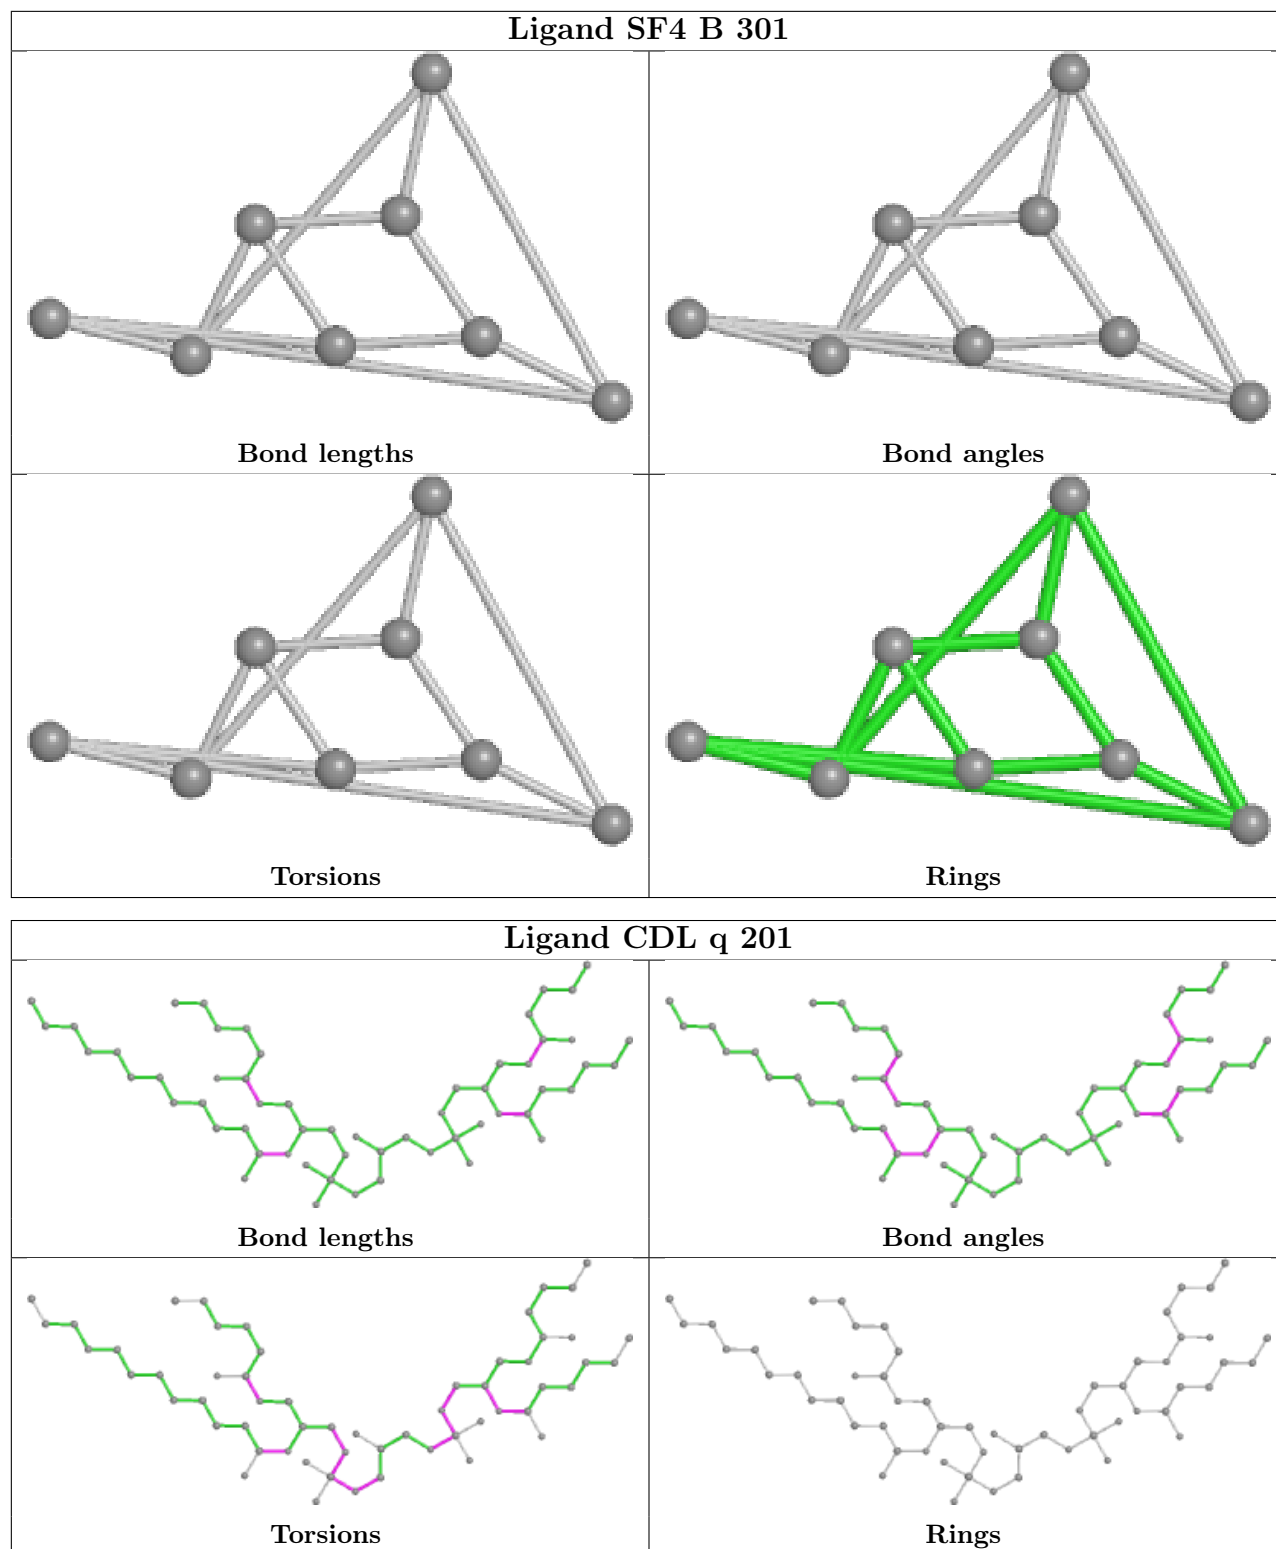 Ligand SF4 B 301
Bond lengths
Bond angles
Torsions
Rings
Ligand CDL q 201
Bond lengths
Bond angles
Torsions
Rings